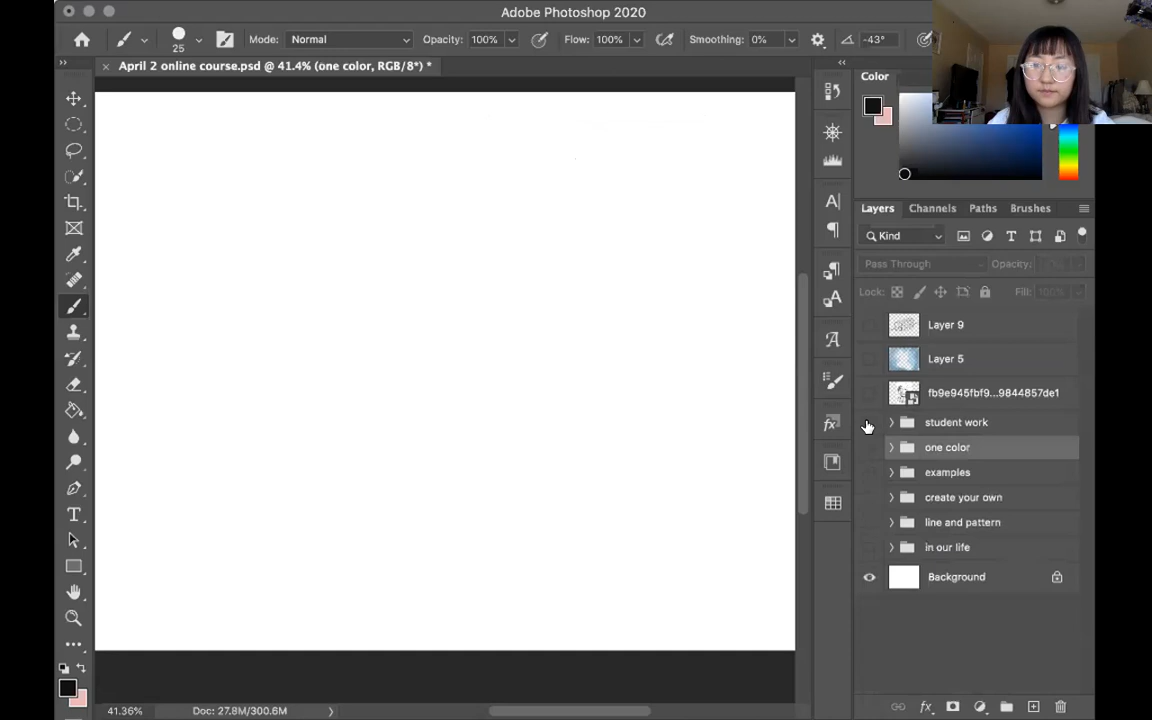 Adobe Photoshop 2020
25 Mode: Normal Opacity: 100% Flow: 100% Smoothing: 0% -43°
April 2 online course.psd @ 41.4% (one color, RGB/8*) *
Color
Layers Channels Paths Brushes
Kind
Pass Through Opacity:
Lock: Fill: 100%
Layer 9
Layer 5
fb9e945fbf9...9844857de1
student work
one color
examples
create your own
line and pattern
in our life
Background
41.36% Doc: 27.8M/300.6M